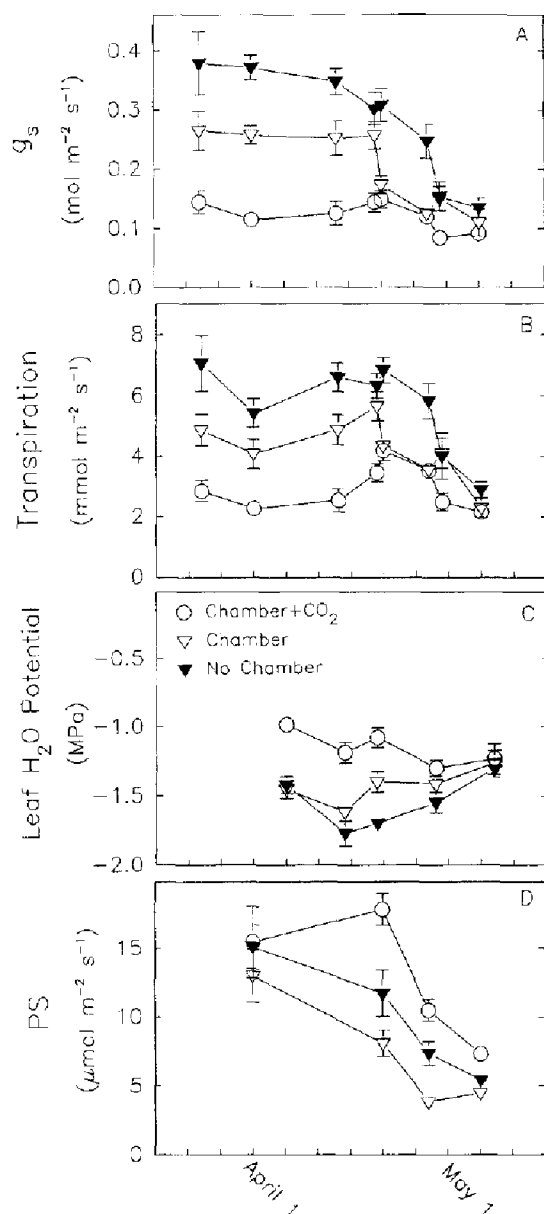 A
0.4
0.3
0.2
0.1
0.0
g_s
(mol m⁻² s⁻¹)
B
8
6
4
2
0
Transpiration
(mmol m⁻² s⁻¹)
C
Chamber+CO₂
Chamber
No Chamber
−0.5
−1.0
−1.5
−2.0
Leaf H₂O Potential
(MPa)
D
15
10
5
0
PS
(μmol m⁻² s⁻¹)
April 1
May 1